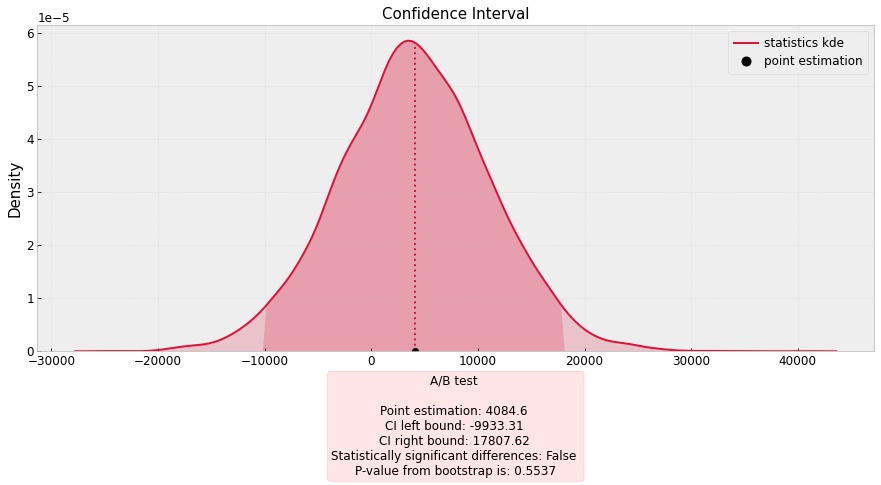 Confidence Interval
1e−5
6
5
4
3
2
1
0
Density
statistics kde
point estimation
−30000 −20000 −10000 0 10000 20000 30000 40000
A/B test
Point estimation: 4084.6
CI left bound: -9933.31
CI right bound: 17807.62
Statistically significant differences: False
P-value from bootstrap is: 0.5537